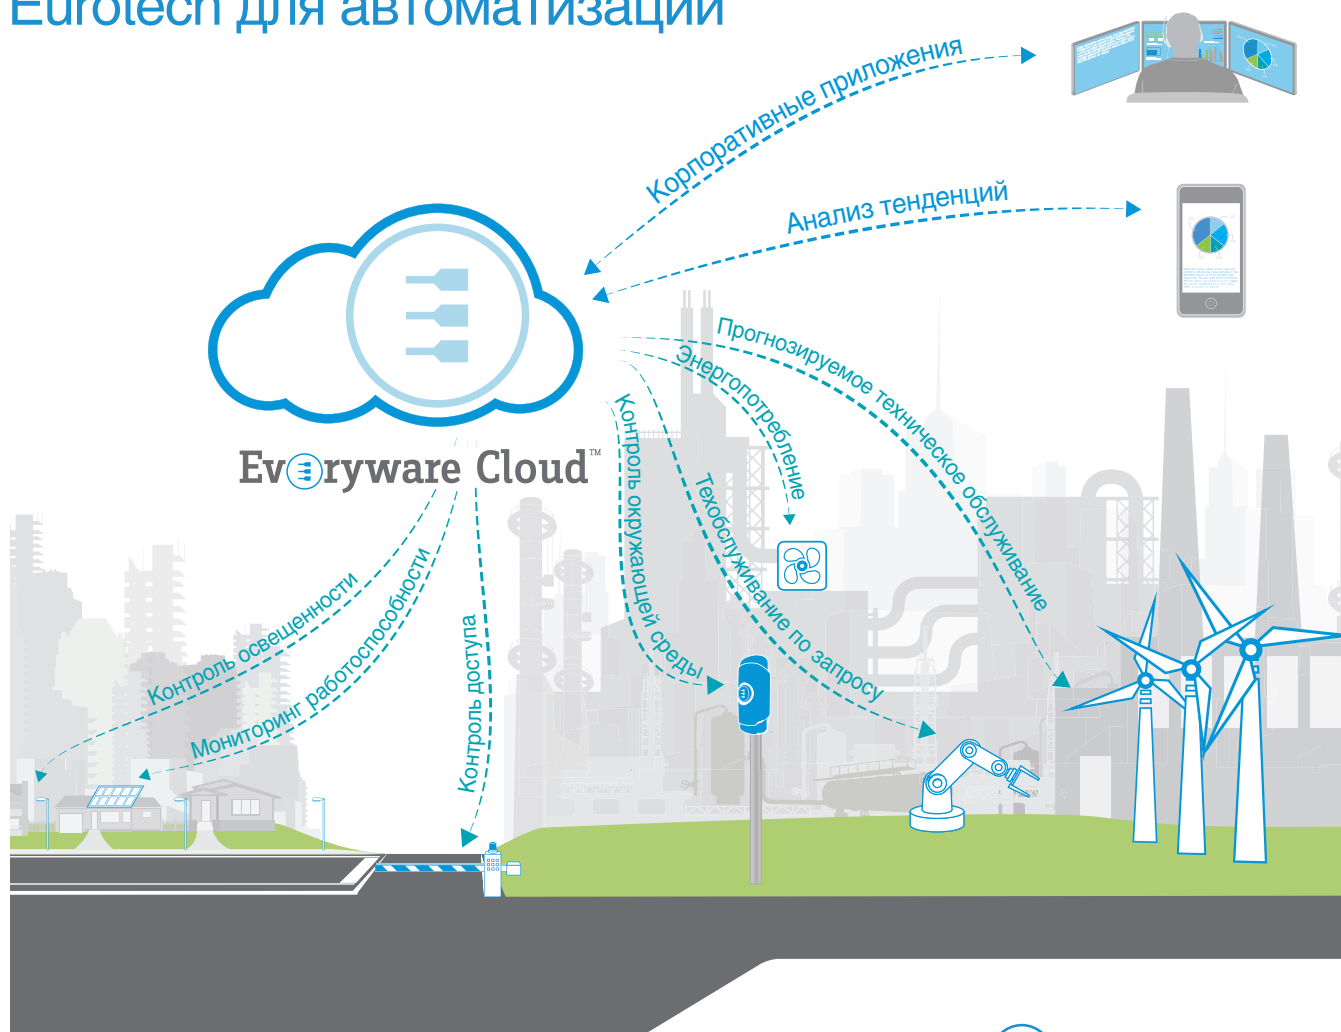 Eurotech для автоматизации
Корпоративные приложения
Анализ тенденций
Прогнозируемое техническое обслуживание
Энергопотребление
Контроль окружающей среды
Техобслуживание по запросу
Everyware Cloud™
Контроль освещенности
Мониторинг работоспособности
Контроль доступа